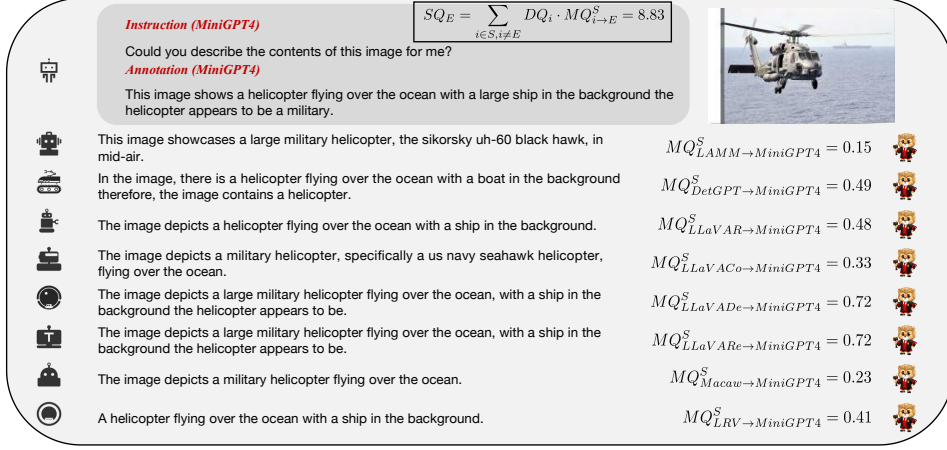 Instruction (MiniGPT4)
SQ_E = \sum_{i∈S,i≠E} DQ_i · MQ^S_{i→E} = 8.83
Could you describe the contents of this image for me?
Annotation (MiniGPT4)
This image shows a helicopter flying over the ocean with a large ship in the background the
helicopter appears to be a military.
This image showcases a large military helicopter, the sikorsky uh-60 black hawk, in
mid-air.
MQ^S_{LAMM→MiniGPT4} = 0.15
In the image, there is a helicopter flying over the ocean with a boat in the background
therefore, the image contains a helicopter.
MQ^S_{DetGPT→MiniGPT4} = 0.49
The image depicts a helicopter flying over the ocean with a ship in the background.
MQ^S_{LLaVAR→MiniGPT4} = 0.48
The image depicts a military helicopter, specifically a us navy seahawk helicopter,
flying over the ocean.
MQ^S_{LLaVACo→MiniGPT4} = 0.33
The image depicts a large military helicopter flying over the ocean, with a ship in the
background the helicopter appears to be.
MQ^S_{LLaVADe→MiniGPT4} = 0.72
T
The image depicts a large military helicopter flying over the ocean, with a ship in the
background the helicopter appears to be.
MQ^S_{LLaVARe→MiniGPT4} = 0.72
The image depicts a military helicopter flying over the ocean.
MQ^S_{Macaw→MiniGPT4} = 0.23
A helicopter flying over the ocean with a ship in the background.
MQ^S_{LRV→MiniGPT4} = 0.41